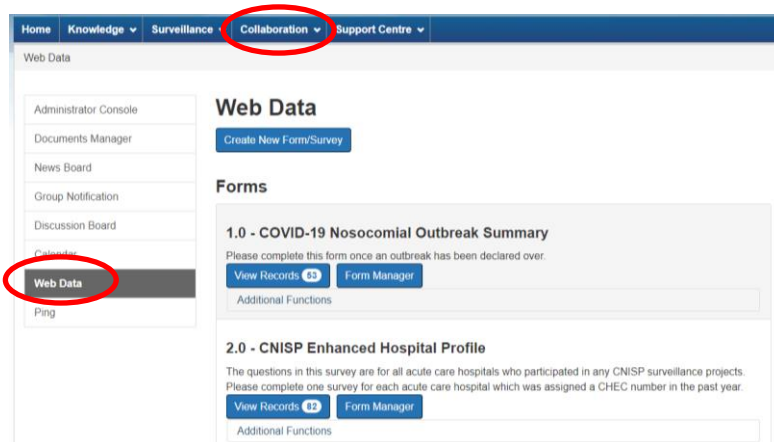 Home Knowledge Surveillance Collaboration Support Centre
Web Data
Administrator Console
Documents Manager
News Board
Group Notification
Discussion Board
Calendar
Web Data
Ping
Web Data
Create New Form/Survey
Forms
1.0 - COVID-19 Nosocomial Outbreak Summary
Please complete this form once an outbreak has been declared over.
View Records 53 Form Manager
Additional Functions
2.0 - CNISP Enhanced Hospital Profile
The questions in this survey are for all acute care hospitals who participated in any CNISP surveillance projects.
Please complete one survey for each acute care hospital which was assigned a CHEC number in the past year.
View Records 82 Form Manager
Additional Functions